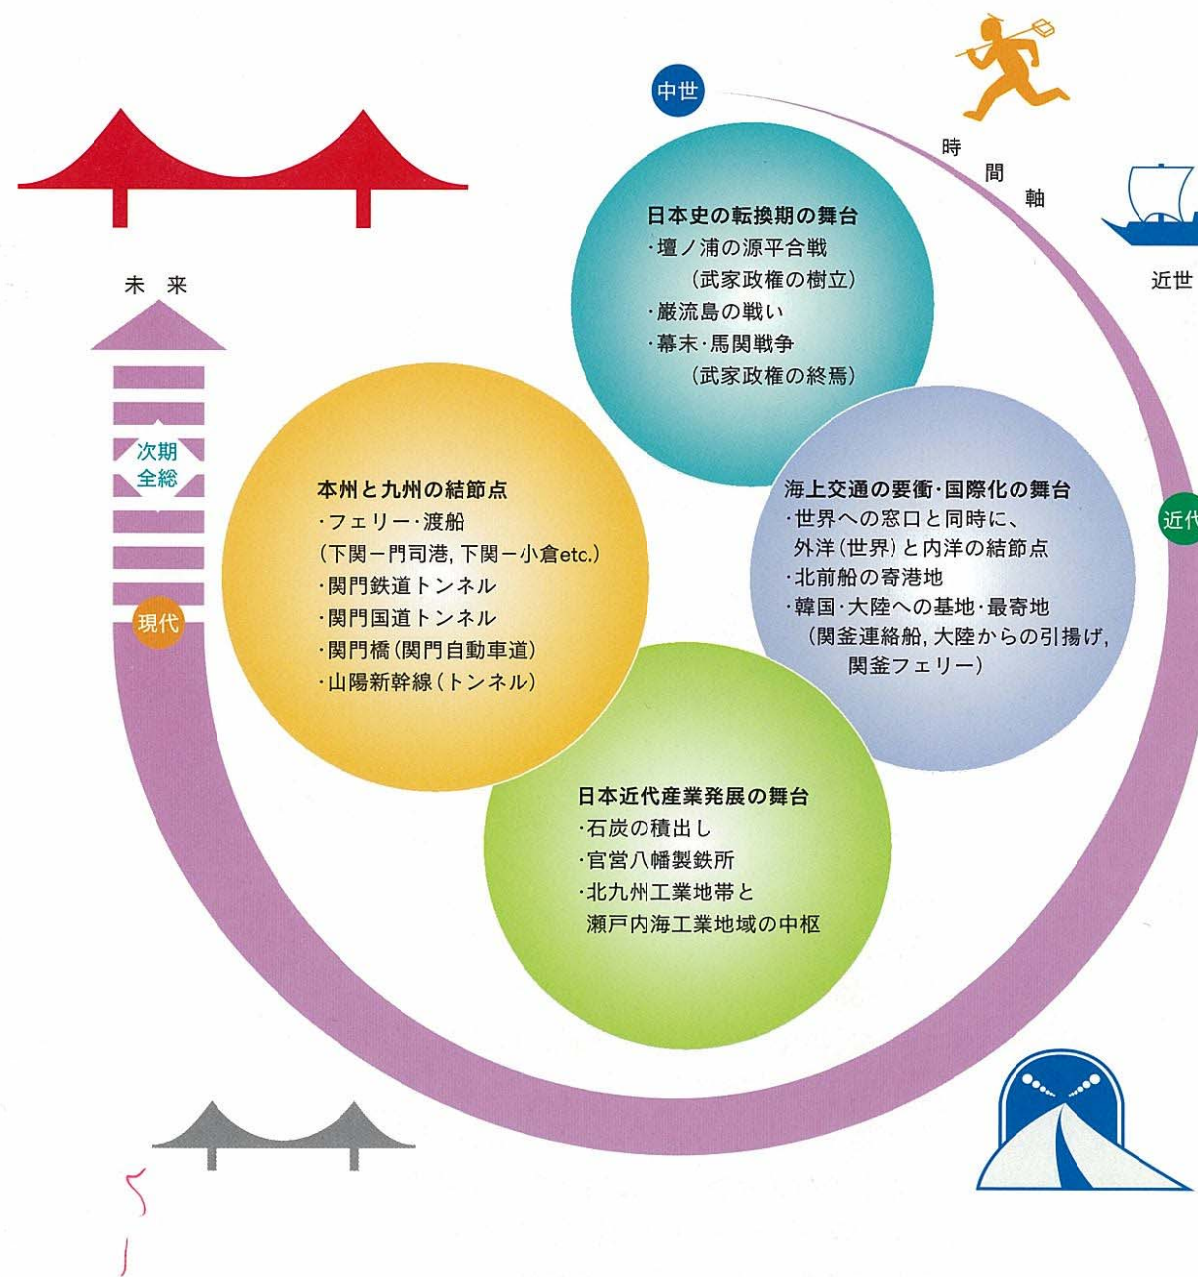 中世
時間軸
近世
日本史の転換期の舞台
・壇ノ浦の源平合戦
(武家政権の樹立)
・巌流島の戦い
・幕末・馬関戦争
(武家政権の終焉)
海上交通の要衝・国際化の舞台
・世界への窓口と同時に、
外洋(世界)と内洋の結節点
・北前船の寄港地
・韓国・大陸への基地・最寄地
(関釜連絡船, 大陸からの引揚げ,
関釜フェリー)
近代
日本近代産業発展の舞台
・石炭の積出し
・官営八幡製鉄所
・北九州工業地帯と
瀬戸内海工業地域の中枢
本州と九州の結節点
・フェリー・渡船
(下関ー門司港, 下関ー小倉etc.)
・関門鉄道トンネル
・関門国道トンネル
・関門橋(関門自動車道)
・山陽新幹線(トンネル)
現代
次期
全総
未来